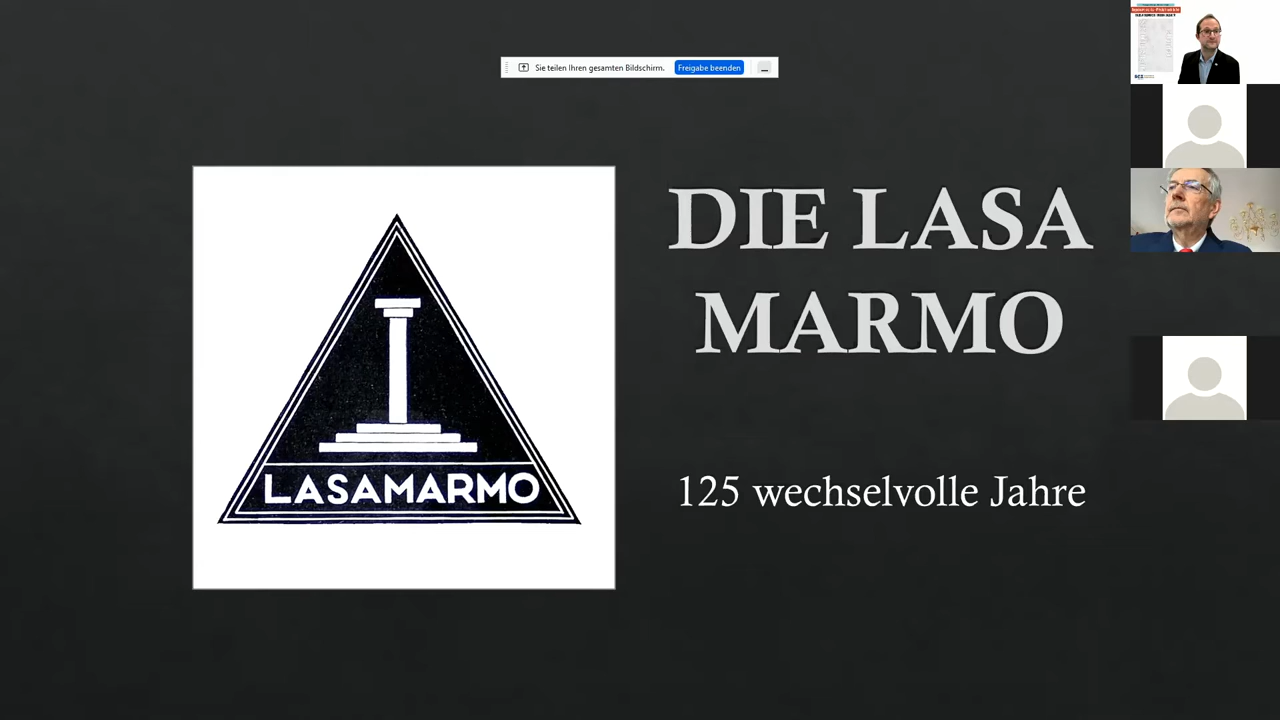 Sie teilen Ihren gesamten Bildschirm. Freigabe beenden
DIE LASA
MARMO
LASAMARMO
125 wechselvolle Jahre